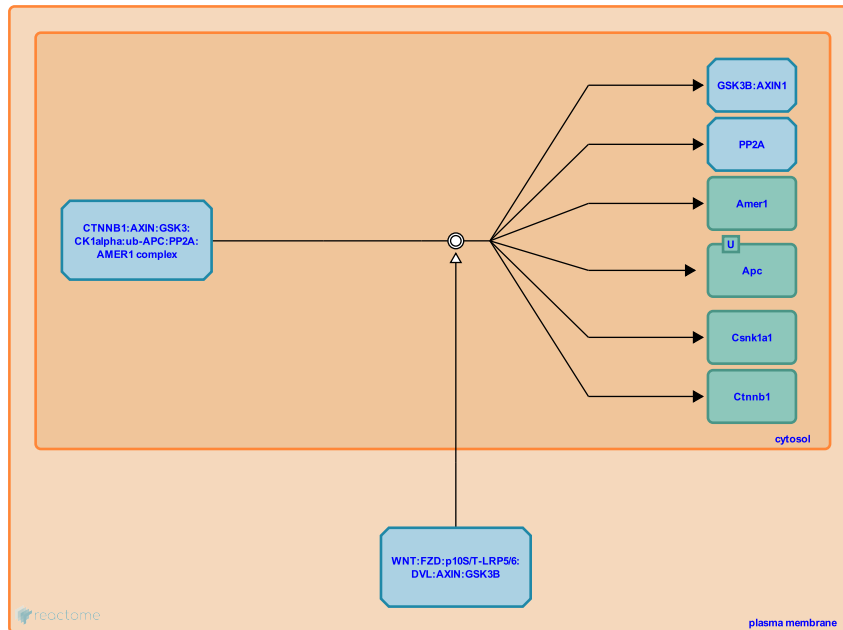 GSK3B:AXIN1
PP2A
Amer1
U
Apc
Csnk1a1
Ctnnb1
CTNNB1:AXIN:GSK3:
CK1alpha:ub-APC:PP2A:
AMER1 complex
cytosol
WNT:FZD:p10S/T-LRP5/6:
DVL:AXIN:GSK3B
reactome
plasma membrane